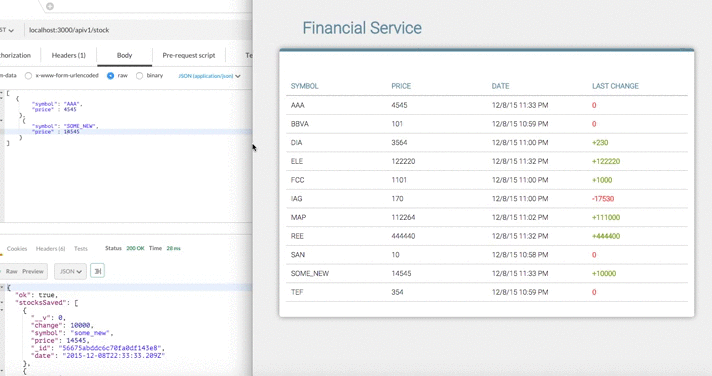 ST
localhost:3000/apiv1/stock
horization
Headers (1)
Body
Pre-request script
Te
m-data
x-www-form-urlencoded
raw
binary
JSON (application/json)
[
{
"symbol": "AAA",
"price" : 4545
},
{
"symbol": "SOME_NEW",
"price" : 10545
}
]
Cookies
Headers (6)
Tests
Status 200 OK Time 28 ms
Raw
Preview
JSON
{
"ok": true,
"stocksSaved": [
{
"__v": 0,
"change": 10000,
"symbol": "some_new",
"price": 14545,
"_id": "56675abddc6c70fa0df143e8",
"date": "2015-12-08T22:33:33.209Z"
},
{
Financial Service
SYMBOL PRICE DATE LAST CHANGE
AAA 4545 12/8/15 11:33 PM 0
BBVA 101 12/8/15 10:59 PM 0
DIA 3564 12/8/15 11:00 PM +230
ELE 122220 12/8/15 11:32 PM +122220
FCC 1101 12/8/15 11:00 PM +1000
IAG 170 12/8/15 11:00 PM -17530
MAP 112264 12/8/15 11:02 PM +111000
REE 444440 12/8/15 11:32 PM +444400
SAN 10 12/8/15 10:58 PM 0
SOME_NEW 14545 12/8/15 11:33 PM +10000
TEF 354 12/8/15 10:59 PM 0